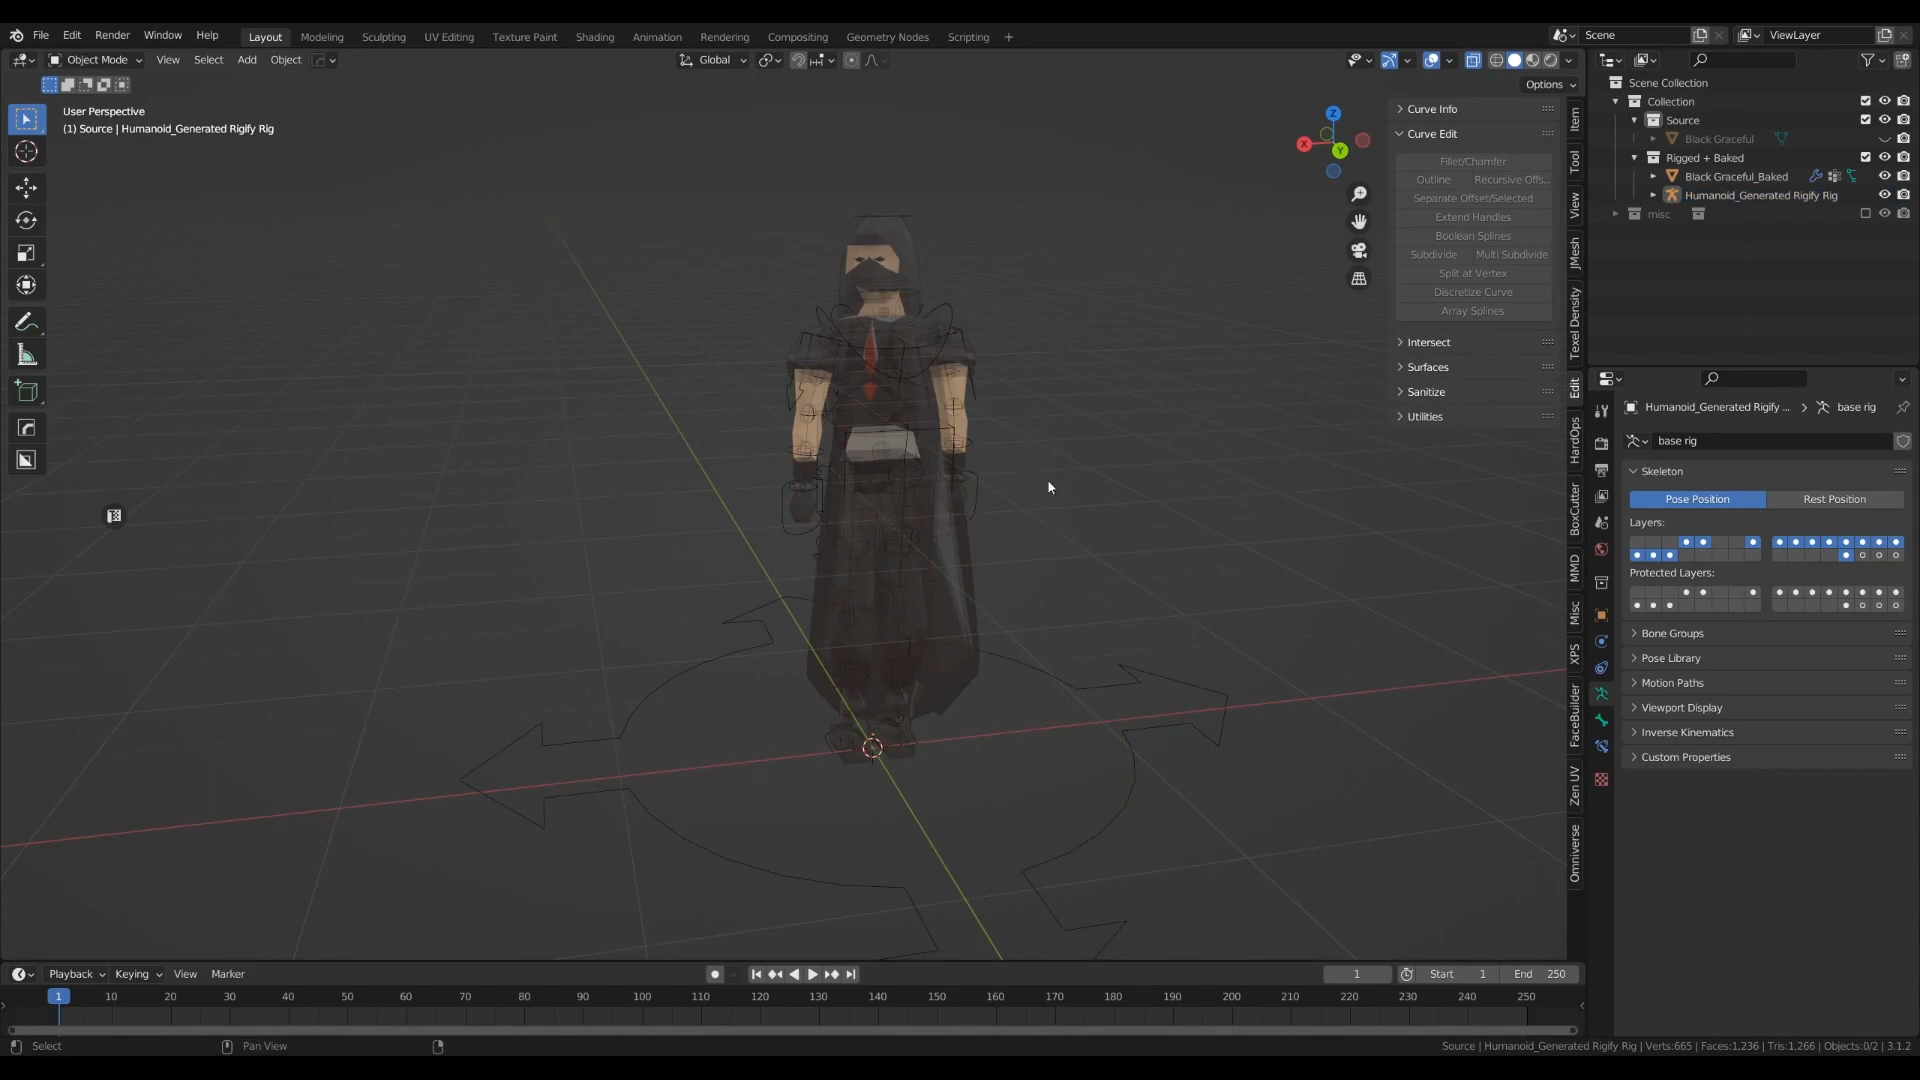 File Edit Render Window Help Layout Modeling Sculpting UV Editing Texture Paint Shading Animation Rendering Compositing Geometry Nodes Scripting + Scene ViewLayer
Object Mode View Select Add Object Global
Options
User Perspective
(1) Source | Humanoid_Generated Rigify Rig
X
Y
Z
Curve Info
Curve Edit
Fillet/Chamfer
Outline Recursive Offs...
Separate Offset/Selected
Extend Handles
Boolean Splines
Subdivide Multi Subdivide
Split at Vertex
Discretize Curve
Array Splines
Intersect
Surfaces
Sanitize
Utilities
Item
Tool
View
JMesh
Texel Density
Edit
HardOps
BoxCutter
MMD
Misc
XPS
FaceBuilder
Zen UV
Omniverse
Scene Collection
Collection
Source
Black Graceful
Rigged + Baked
Black Graceful_Baked
Humanoid_Generated Rigify Rig
misc
Humanoid_Generated Rigify ... base rig
base rig
Skeleton
Pose Position Rest Position
Layers:
Protected Layers:
Bone Groups
Pose Library
Motion Paths
Viewport Display
Inverse Kinematics
Custom Properties
Playback Keying View Marker 1 Start 1 End 250
1 10 20 30 40 50 60 70 80 90 100 110 120 130 140 150 160 170 180 190 200 210 220 230 240 250
Select Pan View Source | Humanoid_Generated Rigify Rig | Verts:665 | Faces:1,236 | Tris:1,266 | Objects:0/2 | 3.1.2